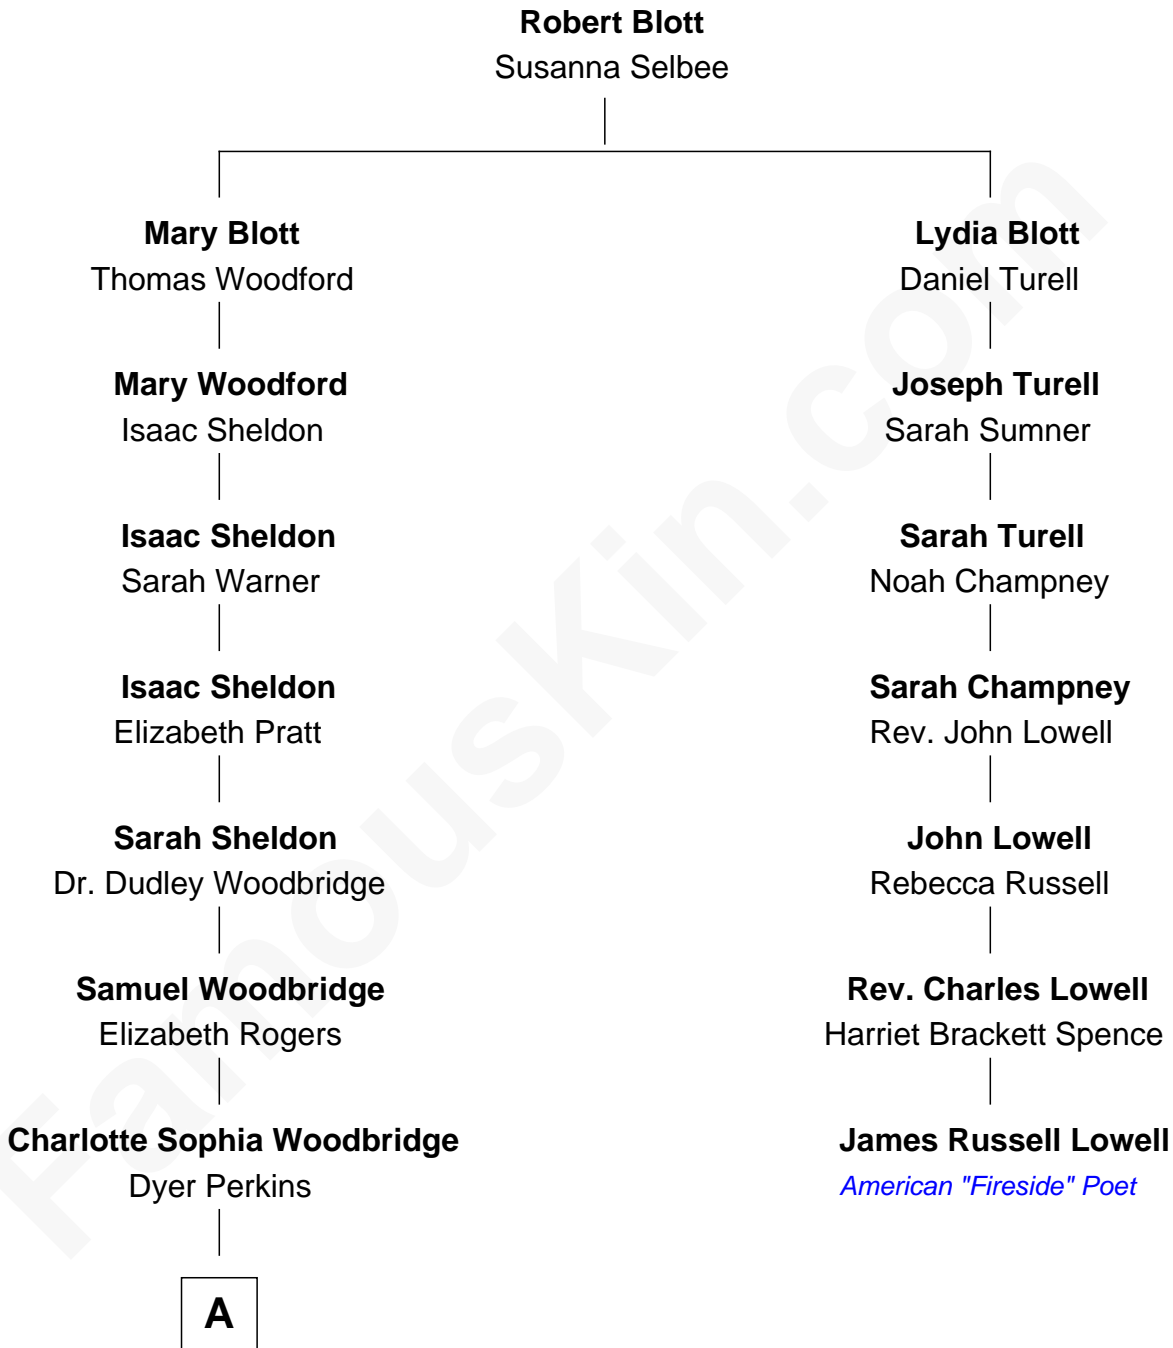 Robert Blott
Susanna Selbee
Mary Blott
Thomas Woodford
Mary Woodford
Isaac Sheldon
Isaac Sheldon
Sarah Warner
Isaac Sheldon
Elizabeth Pratt
Sarah Sheldon
Dr. Dudley Woodbridge
Samuel Woodbridge
Elizabeth Rogers
Charlotte Sophia Woodbridge
Dyer Perkins
A
Lydia Blott
Daniel Turell
Joseph Turell
Sarah Sumner
Sarah Turell
Noah Champney
Sarah Champney
Rev. John Lowell
John Lowell
Rebecca Russell
Rev. Charles Lowell
Harriet Brackett Spence
James Russell Lowell
American "Fireside" Poet
FamousKin.com